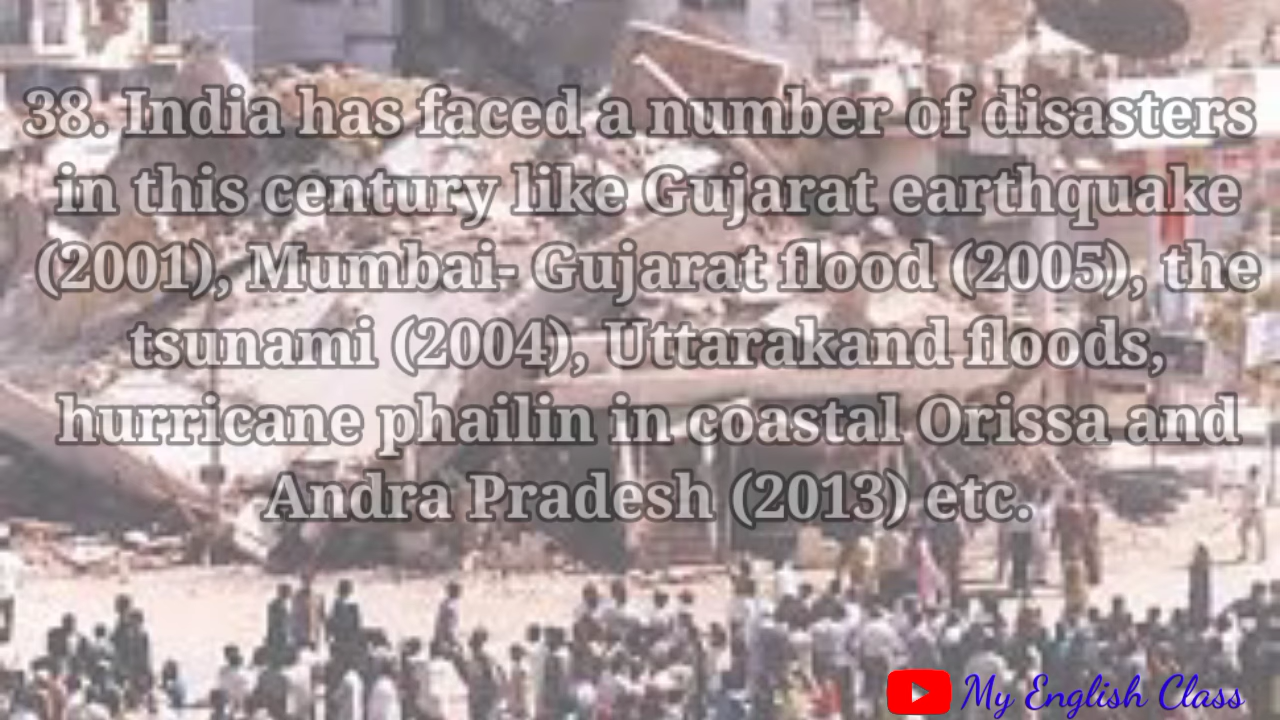 38. India has faced a number of disasters
in this century like Gujarat earthquake
(2001), Mumbai- Gujarat flood (2005), the
tsunami (2004), Uttarakand floods,
hurricane phailin in coastal Orissa and
Andra Pradesh (2013) etc.
My English Class